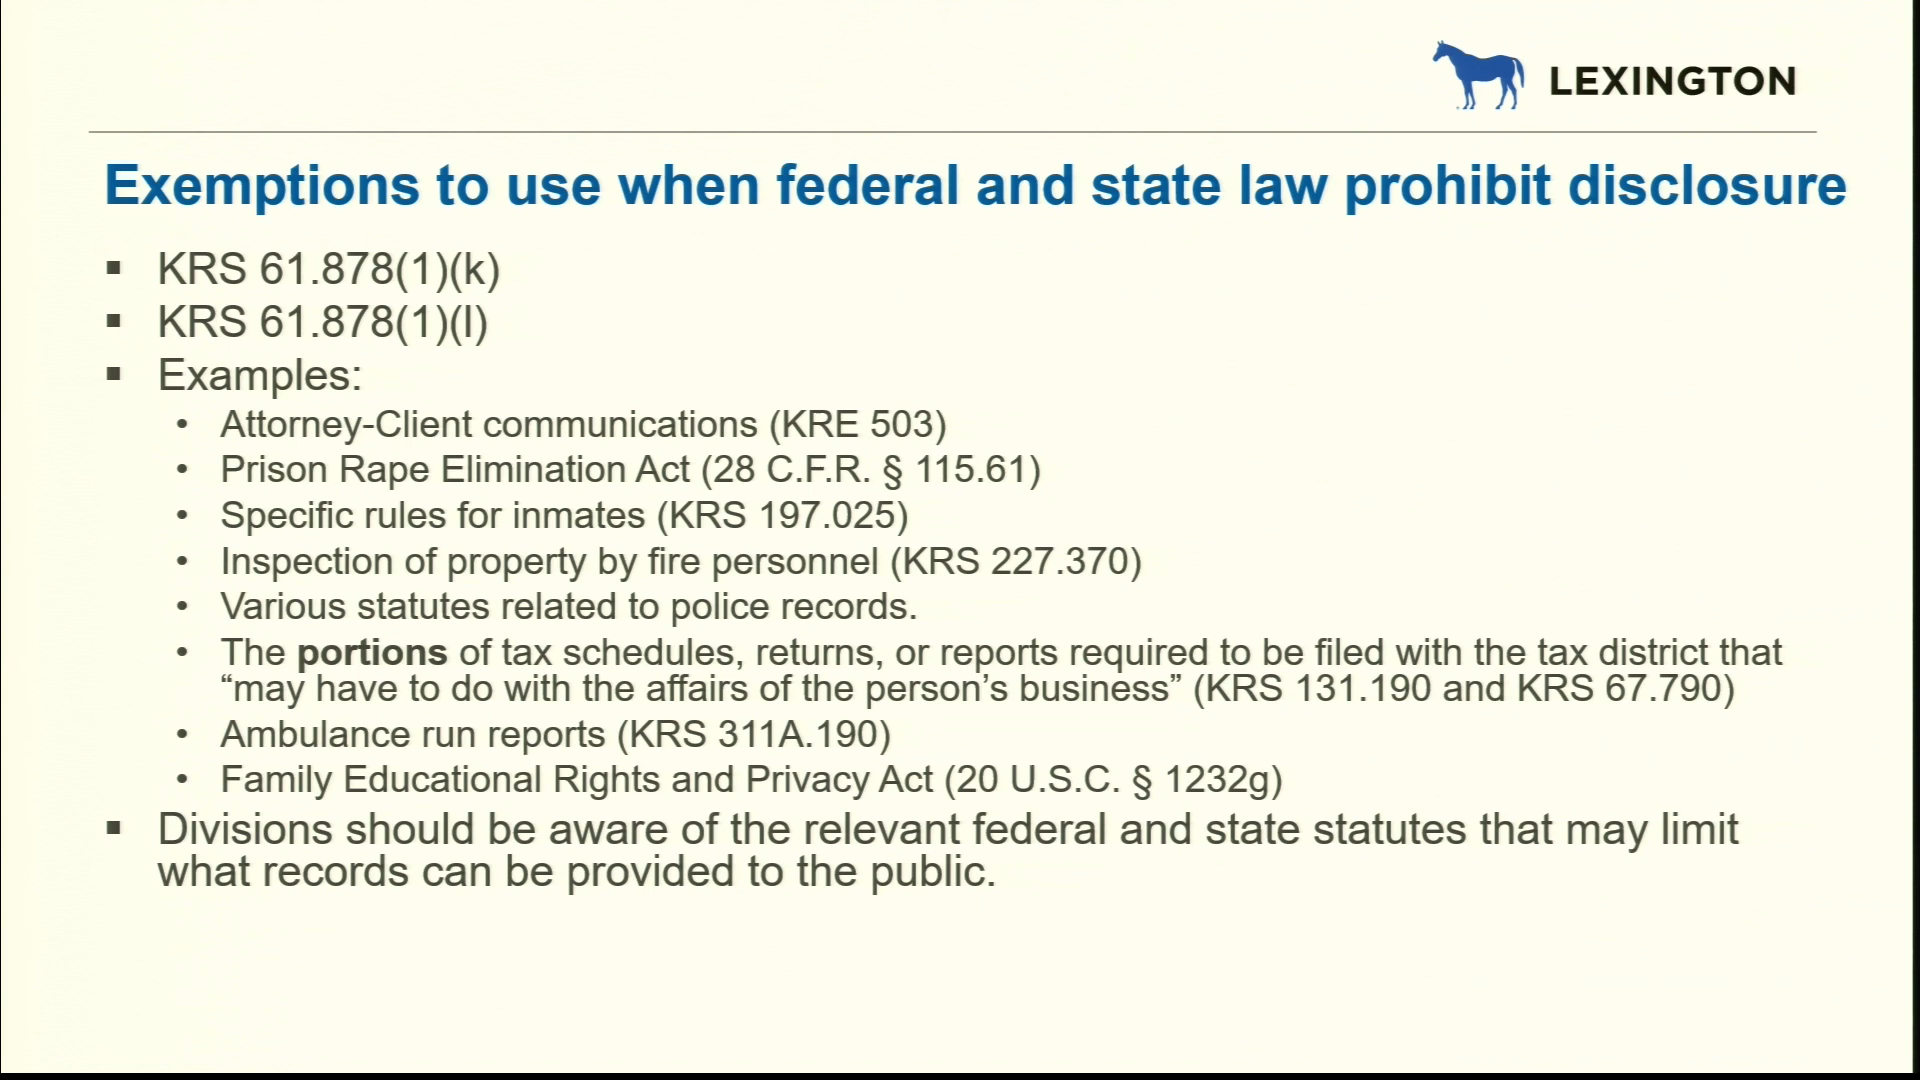 LEXINGTON
Exemptions to use when federal and state law prohibit disclosure
▪ KRS 61.878(1)(k)
▪ KRS 61.878(1)(l)
▪ Examples:
• Attorney-Client communications (KRE 503)
• Prison Rape Elimination Act (28 C.F.R. § 115.61)
• Specific rules for inmates (KRS 197.025)
• Inspection of property by fire personnel (KRS 227.370)
• Various statutes related to police records.
• The portions of tax schedules, returns, or reports required to be filed with the tax district that
“may have to do with the affairs of the person’s business” (KRS 131.190 and KRS 67.790)
• Ambulance run reports (KRS 311A.190)
• Family Educational Rights and Privacy Act (20 U.S.C. § 1232g)
▪ Divisions should be aware of the relevant federal and state statutes that may limit
what records can be provided to the public.